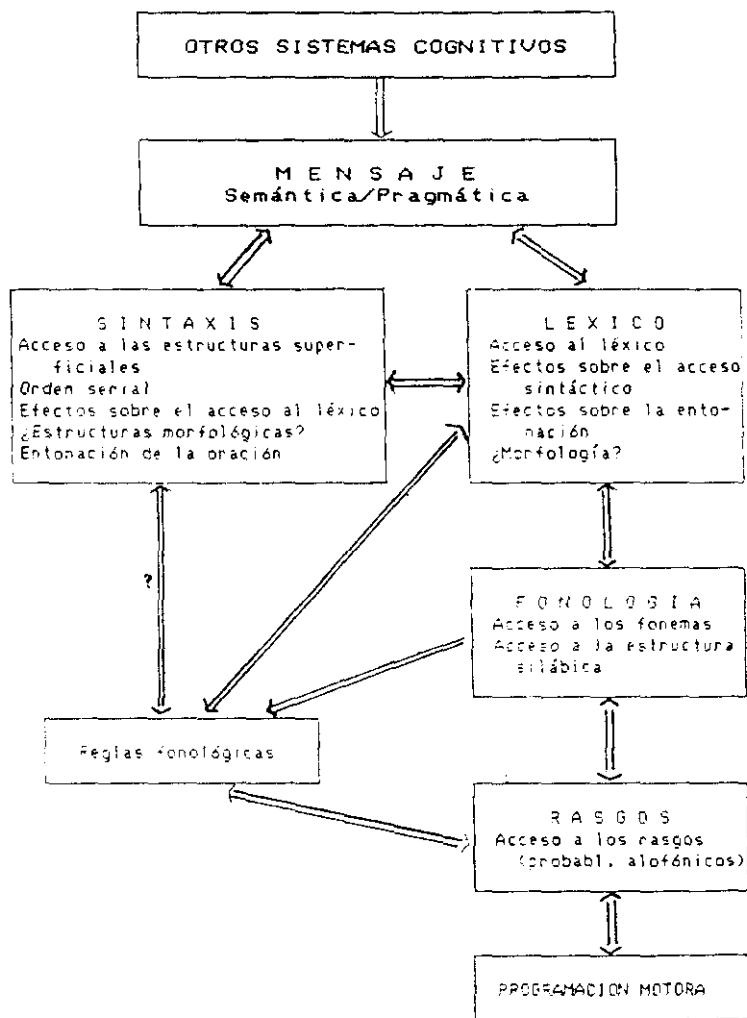 OTROS SISTEMAS COGNITIVOS
M E N S A J E
Semántica/Pragmática
S I N T A X I S
Acceso a las estructuras super-
ficiales
Orden serial
Efectos sobre el acceso al léxico
¿Estructuras morfológicas?
Entonación de la oración
L E X I C O
Acceso al léxico
Efectos sobre el acceso
sintáctico
Efectos sobre la ento-
nación
¿Morfología?
?
F O N O L O G I A
Acceso a los fonemas
Acceso a la estructura
silábica
Reglas fonológicas
R A S G O S
Acceso a los rasgos
(probabl. alofónicos)
PROGRAMACION MOTORA